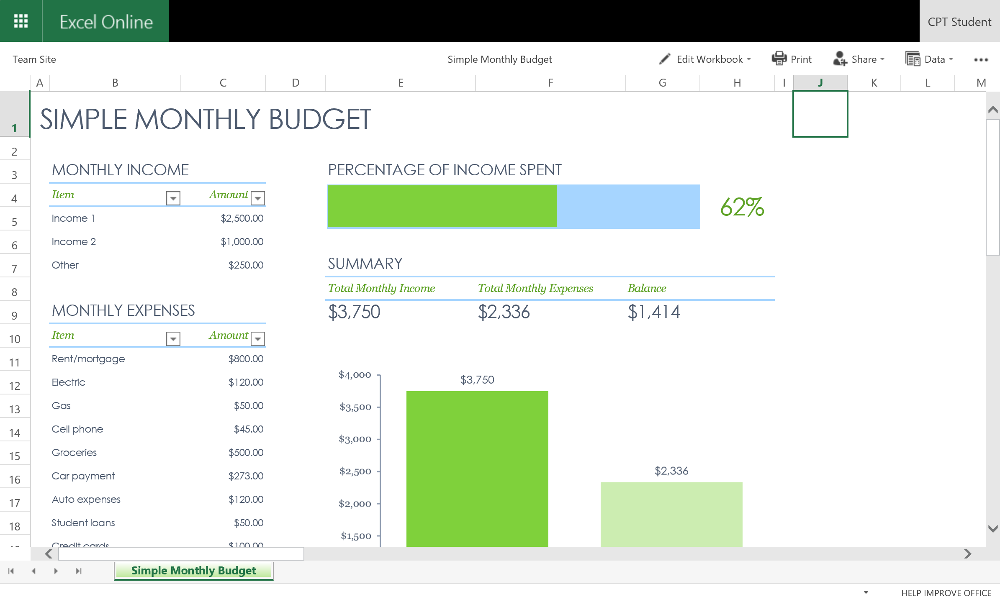 Excel Online
CPT Student
Team Site
Simple Monthly Budget
Edit Workbook
Print
Share
Data
A B C D E F G H I J K L M
1 SIMPLE MONTHLY BUDGET
2
3 MONTHLY INCOME PERCENTAGE OF INCOME SPENT
4 Item Amount 62%
5 Income 1 $2,500.00
6 Income 2 $1,000.00
7 Other $250.00 SUMMARY
8 Total Monthly Income Total Monthly Expenses Balance
9 MONTHLY EXPENSES $3,750 $2,336 $1,414
10 Item Amount
11 Rent/mortgage $800.00
12 Electric $120.00
13 Gas $50.00
14 Cell phone $45.00
15 Groceries $500.00
16 Car payment $273.00
17 Auto expenses $120.00
18 Student loans $50.00
Credit cards $100.00
$4,000
$3,750
$3,500
$3,000
$2,500
$2,336
$2,000
$1,500
Simple Monthly Budget
HELP IMPROVE OFFICE